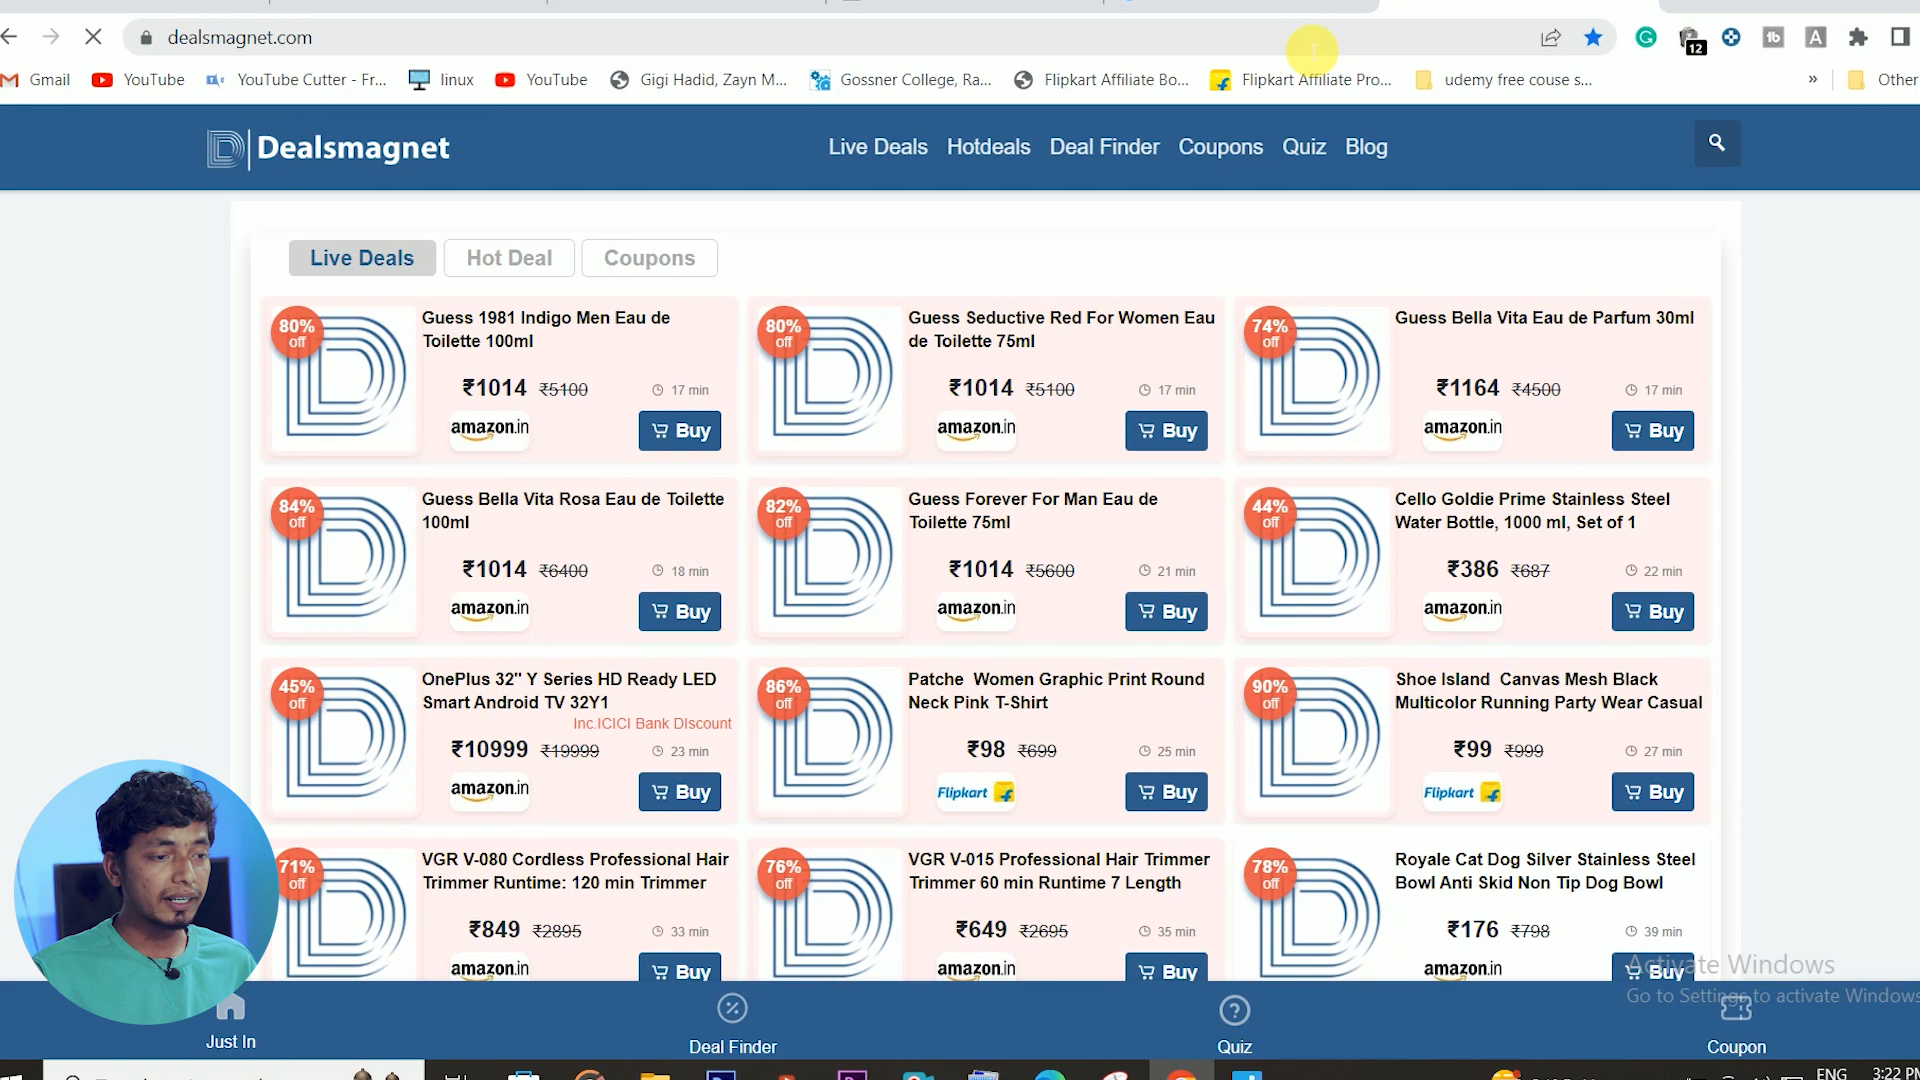 dealsmagnet.com
12
Gmail
YouTube
YouTube Cutter - Fr...
linux
YouTube
Gigi Hadid, Zayn M...
Gossner College, Ra...
Flipkart Affiliate Bo...
Flipkart Affiliate Pro...
udemy free couse s...
»
Other
Dealsmagnet
Live Deals
Hotdeals
Deal Finder
Coupons
Quiz
Blog
Live Deals
Hot Deal
Coupons
80%
off
Guess 1981 Indigo Men Eau de
Toilette 100ml
₹1014 ₹5100
17 min
amazon.in
Buy
80%
off
Guess Seductive Red For Women Eau
de Toilette 75ml
₹1014 ₹5100
17 min
amazon.in
Buy
74%
off
Guess Bella Vita Eau de Parfum 30ml
₹1164 ₹4500
17 min
amazon.in
Buy
84%
off
Guess Bella Vita Rosa Eau de Toilette
100ml
₹1014 ₹6400
18 min
amazon.in
Buy
82%
off
Guess Forever For Man Eau de
Toilette 75ml
₹1014 ₹5600
21 min
amazon.in
Buy
44%
off
Cello Goldie Prime Stainless Steel
Water Bottle, 1000 ml, Set of 1
₹386 ₹687
22 min
amazon.in
Buy
45%
off
OnePlus 32" Y Series HD Ready LED
Smart Android TV 32Y1
Inc.ICICI Bank DIscount
₹10999 ₹19999
23 min
amazon.in
Buy
86%
off
Patche Women Graphic Print Round
Neck Pink T-Shirt
₹98 ₹699
25 min
Flipkart
Buy
90%
off
Shoe Island Canvas Mesh Black
Multicolor Running Party Wear Casual
₹99 ₹999
27 min
Flipkart
Buy
71%
off
VGR V-080 Cordless Professional Hair
Trimmer Runtime: 120 min Trimmer
₹849 ₹2895
33 min
amazon.in
Buy
76%
off
VGR V-015 Professional Hair Trimmer
Trimmer 60 min Runtime 7 Length
₹649 ₹2695
35 min
amazon.in
Buy
78%
off
Royale Cat Dog Silver Stainless Steel
Bowl Anti Skid Non Tip Dog Bowl
₹176 ₹798
39 min
amazon.in
Buy
Activate Windows
Go to Settings to activate Windows
Just In
Deal Finder
Quiz
Coupon
ENG
3:22 PM